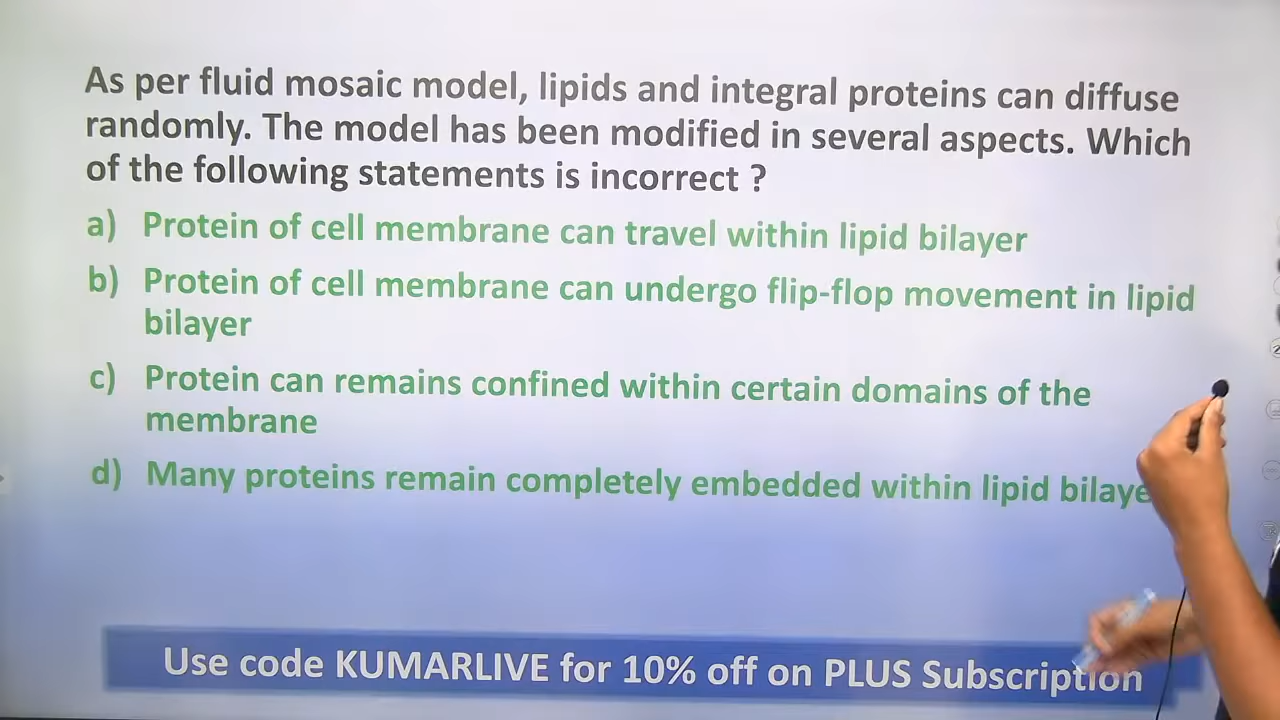 As per fluid mosaic model, lipids and integral proteins can diffuse
randomly. The model has been modified in several aspects. Which
of the following statements is incorrect ?
a) Protein of cell membrane can travel within lipid bilayer
b) Protein of cell membrane can undergo flip-flop movement in lipid
bilayer
c) Protein can remains confined within certain domains of the
membrane
d) Many proteins remain completely embedded within lipid
Use code KUMARLIVE for 10% off on PLUS Subscription